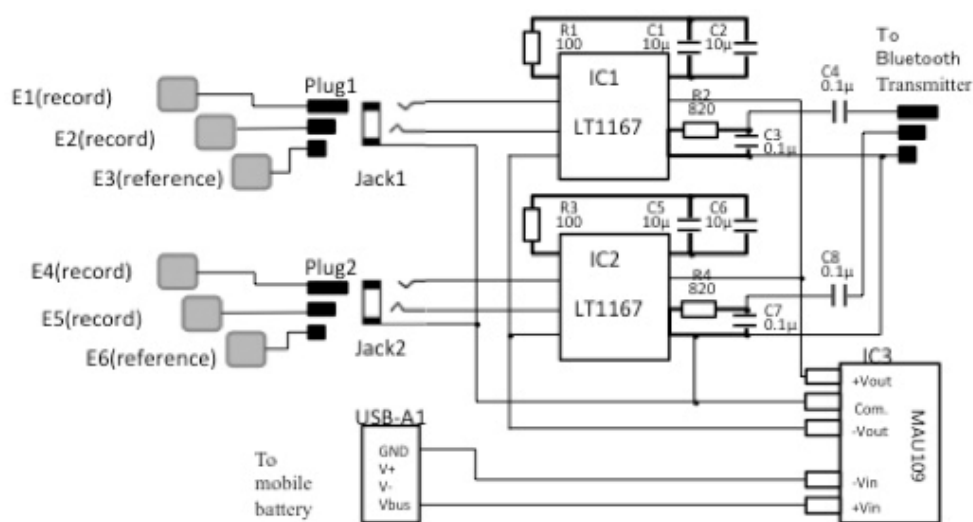 R1
100
C1
10μ
C2
10μ
To
Bluetooth
Transmitter
IC1
LT1167
C4
0.1μ
R2
820
C3
0.1μ
E1(record)
Plug1
E2(record)
E3(reference)
Jack1
R3
100
C5
10μ
C6
10μ
IC2
LT1167
C8
0.1μ
R4
820
C7
0.1μ
E4(record)
Plug2
E5(record)
E6(reference)
Jack2
IC3
+Vout
Com.
-Vout
-Vin
+Vin
MAU109
USB-A1
GND
V+
V-
Vbus
To
mobile
battery